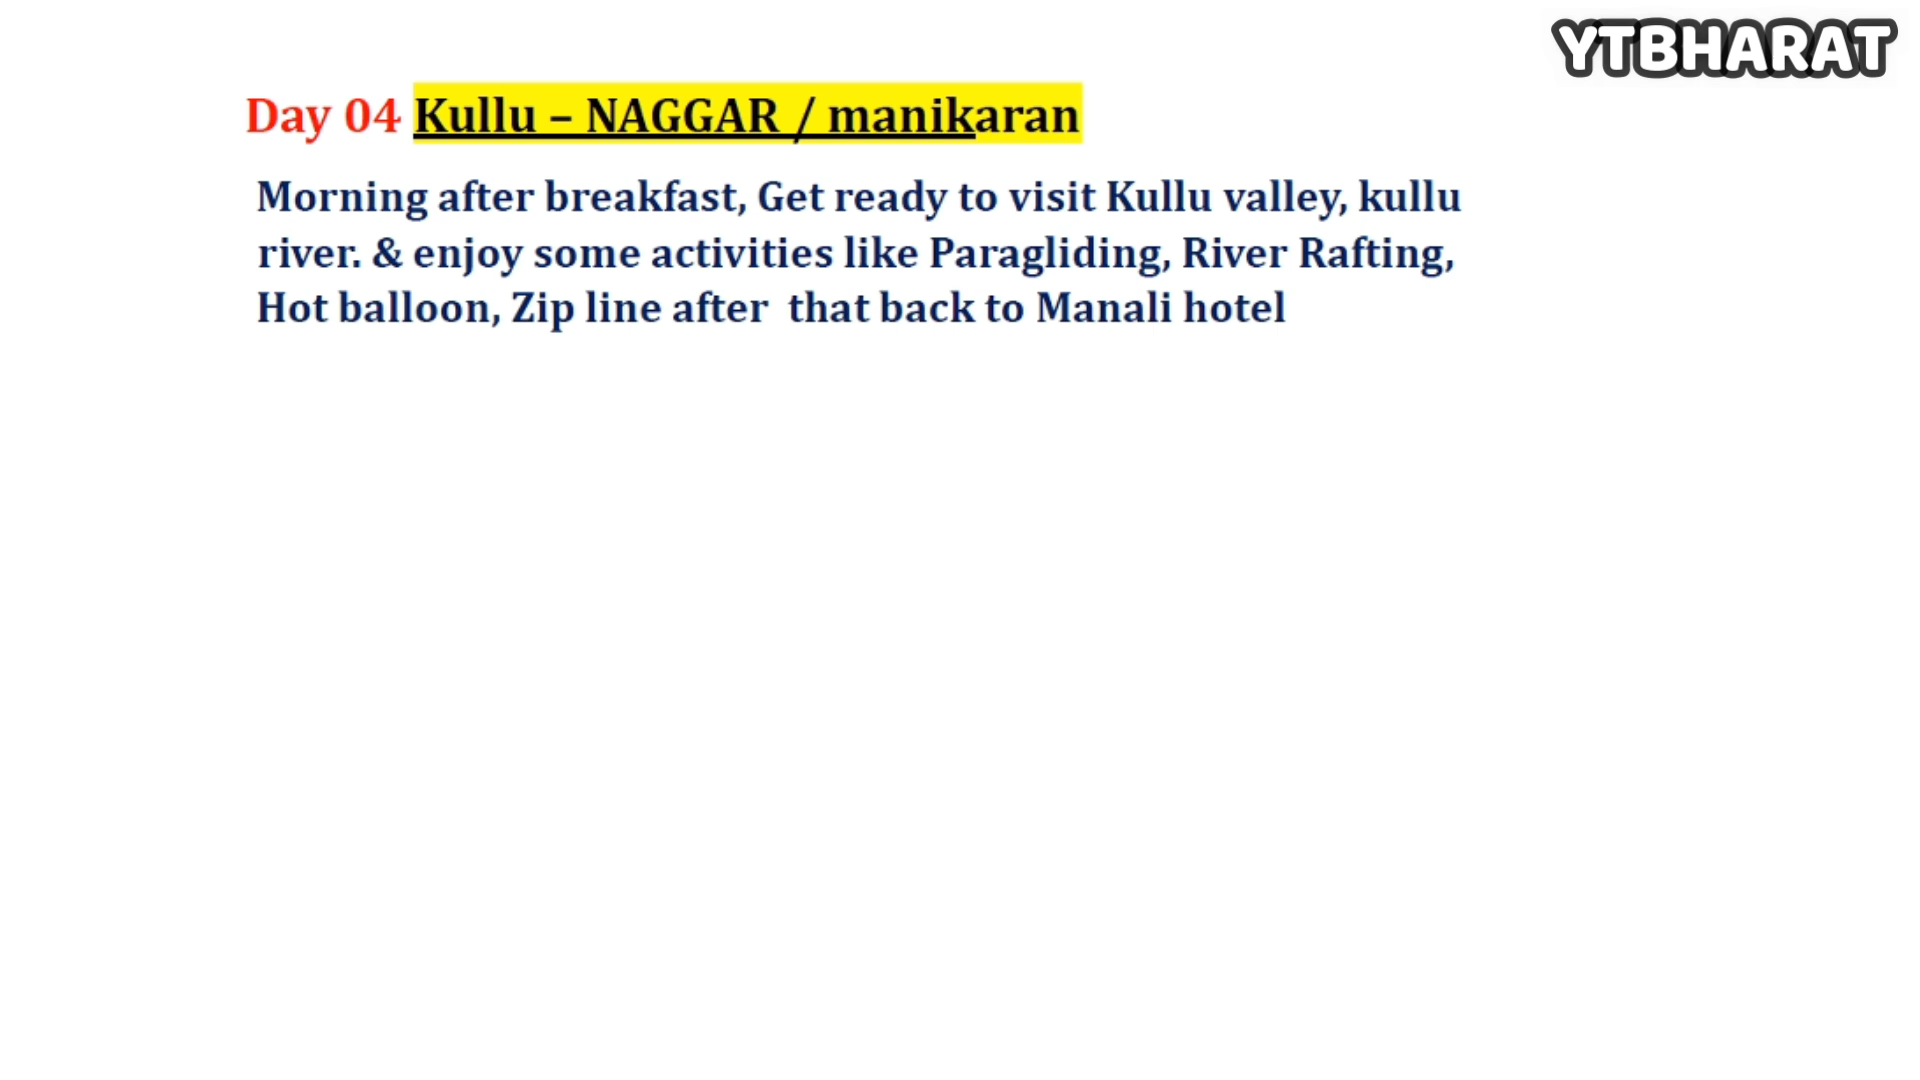 YTBHARAT
Day 04 Kullu – NAGGAR / manikaran
Morning after breakfast, Get ready to visit Kullu valley, kullu
river. & enjoy some activities like Paragliding, River Rafting,
Hot balloon, Zip line after  that back to Manali hotel